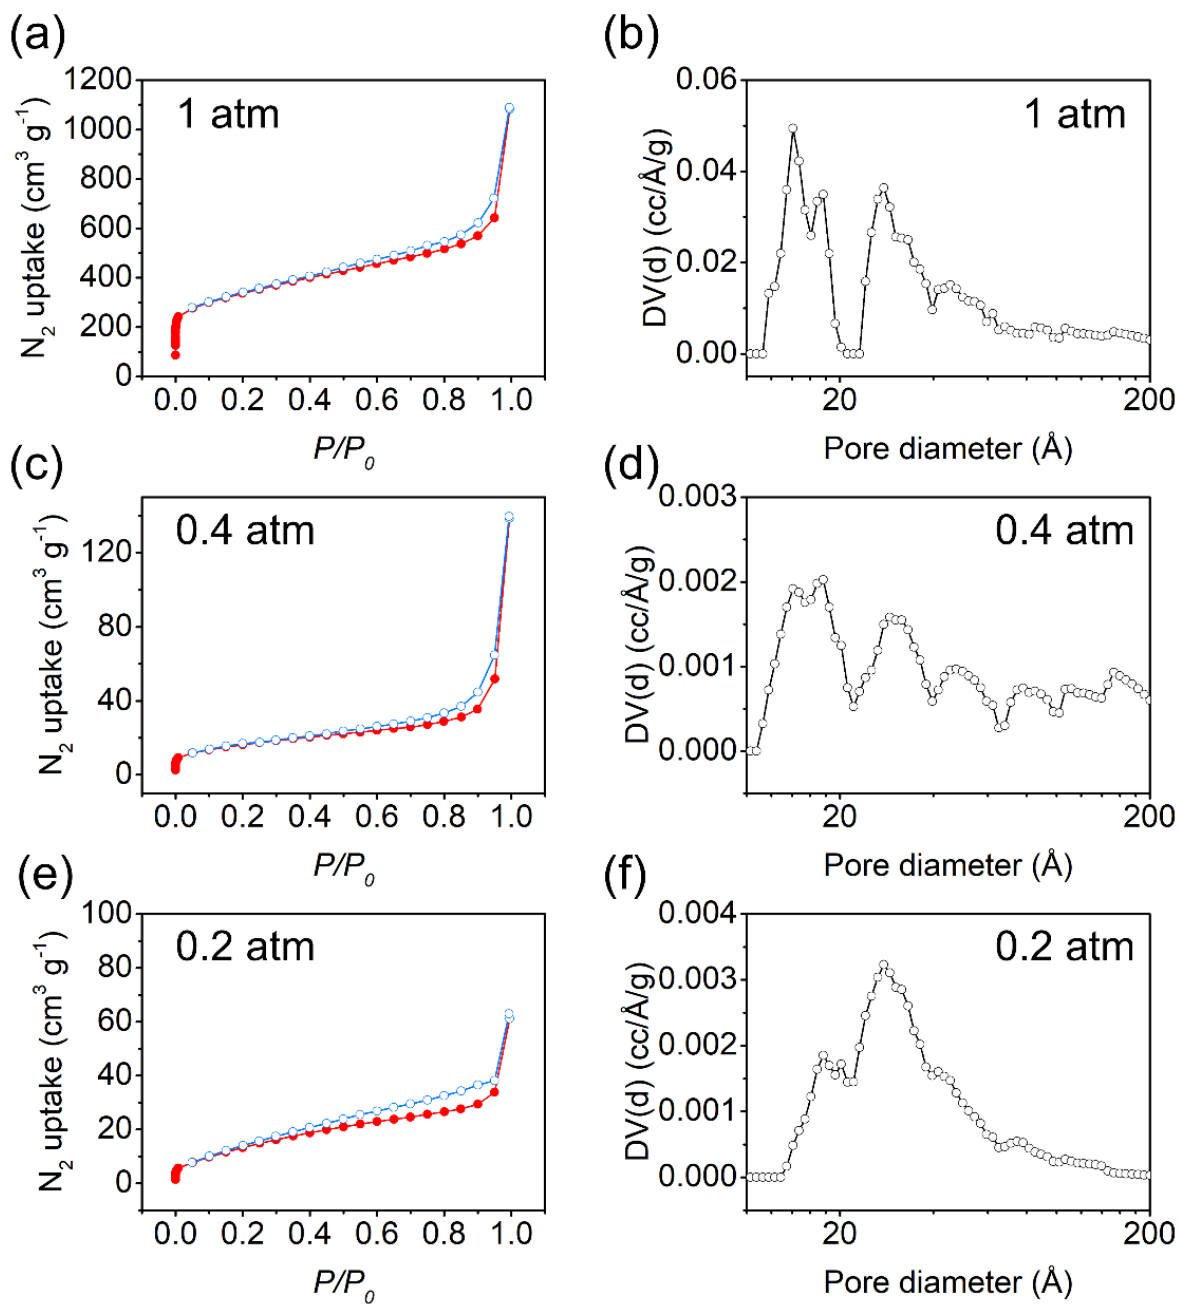 (a)
1200
1000
800
600
400
200
0
N₂ uptake (cm³ g⁻¹)
1 atm
0.0 0.2 0.4 0.6 0.8 1.0
P/P₀
(b)
0.06
0.04
0.02
0.00
DV(d) (cc/Å/g)
1 atm
20 200
Pore diameter (Å)
(c)
120
80
40
0
N₂ uptake (cm³ g⁻¹)
0.4 atm
0.0 0.2 0.4 0.6 0.8 1.0
P/P₀
(d)
0.003
0.002
0.001
0.000
DV(d) (cc/Å/g)
0.4 atm
20 200
Pore diameter (Å)
(e)
100
80
60
40
20
0
N₂ uptake (cm³ g⁻¹)
0.2 atm
0.0 0.2 0.4 0.6 0.8 1.0
P/P₀
(f)
0.004
0.003
0.002
0.001
0.000
DV(d) (cc/Å/g)
0.2 atm
20 200
Pore diameter (Å)